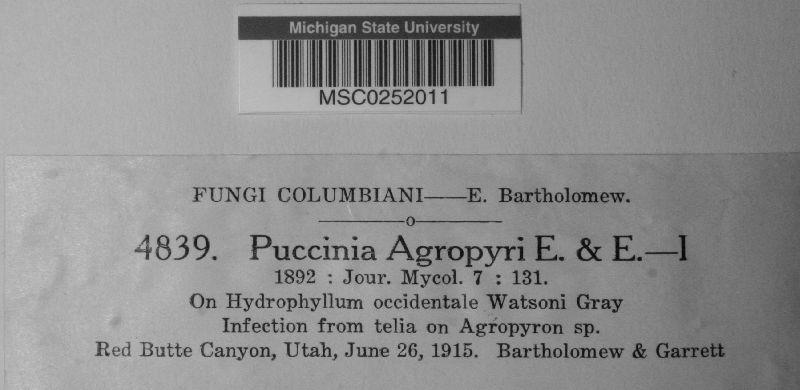 Michigan State University
MSC0252011
FUNGI COLUMBIANI——E. Bartholomew.
4839. Puccinia Agropyri E. & E.—I
1892 : Jour. Mycol. 7 : 131.
On Hydrophyllum occidentale Watsoni Gray
Infection from telia on Agropyron sp.
Red Butte Canyon, Utah, June 26, 1915. Bartholomew & Garrett